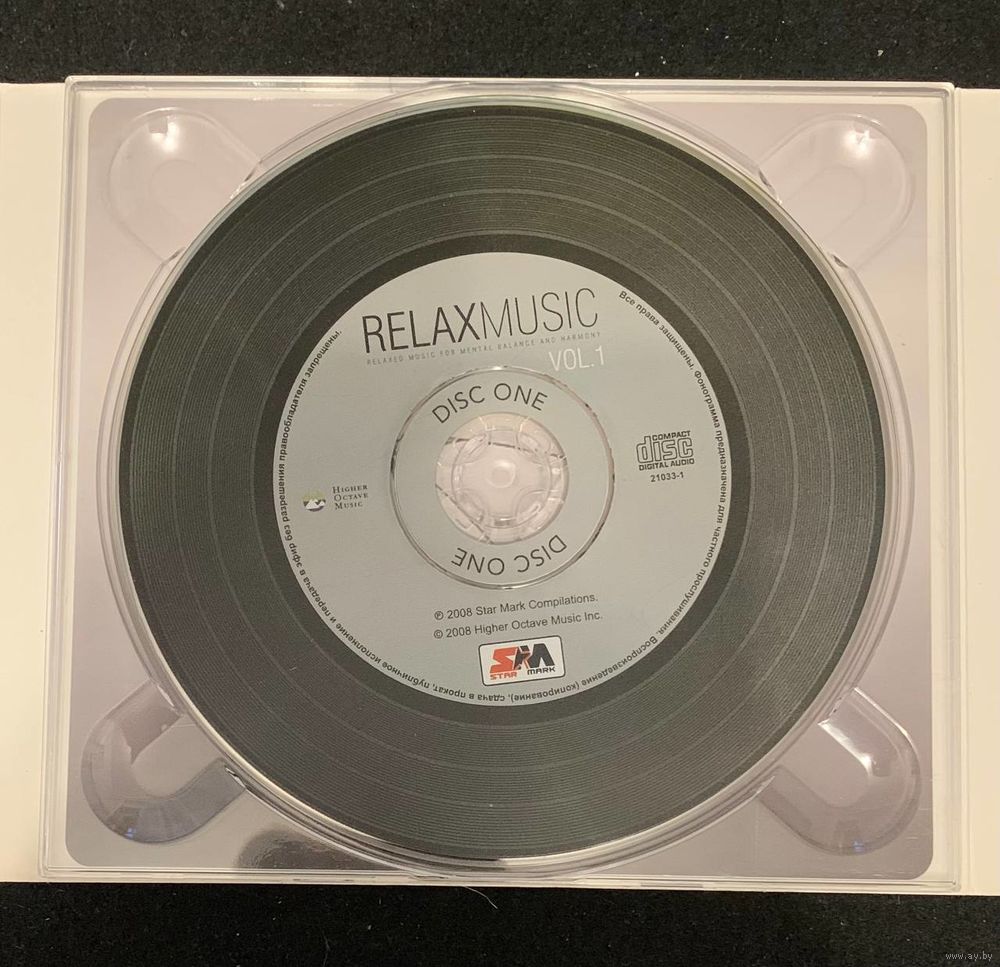 RELAXMUSIC
RELAXED MUSIC FOR MENTAL BALANCE AND HARMONY
VOL.1
DISC ONE
COMPACT
disc
DIGITAL AUDIO
21033-1
HIGHER
OCTAVE
MUSIC
DISC ONE
℗ 2008 Star Mark Compilations.
© 2008 Higher Octave Music Inc.
STAR MARK
Все права защищены. Фонограмма предназначена для частного прослушивания. Воспроизведение (копирование), сдача в прокат, публичное исполнение и передача в эфир без разрешения правообладателя запрещены.
www.ay.by